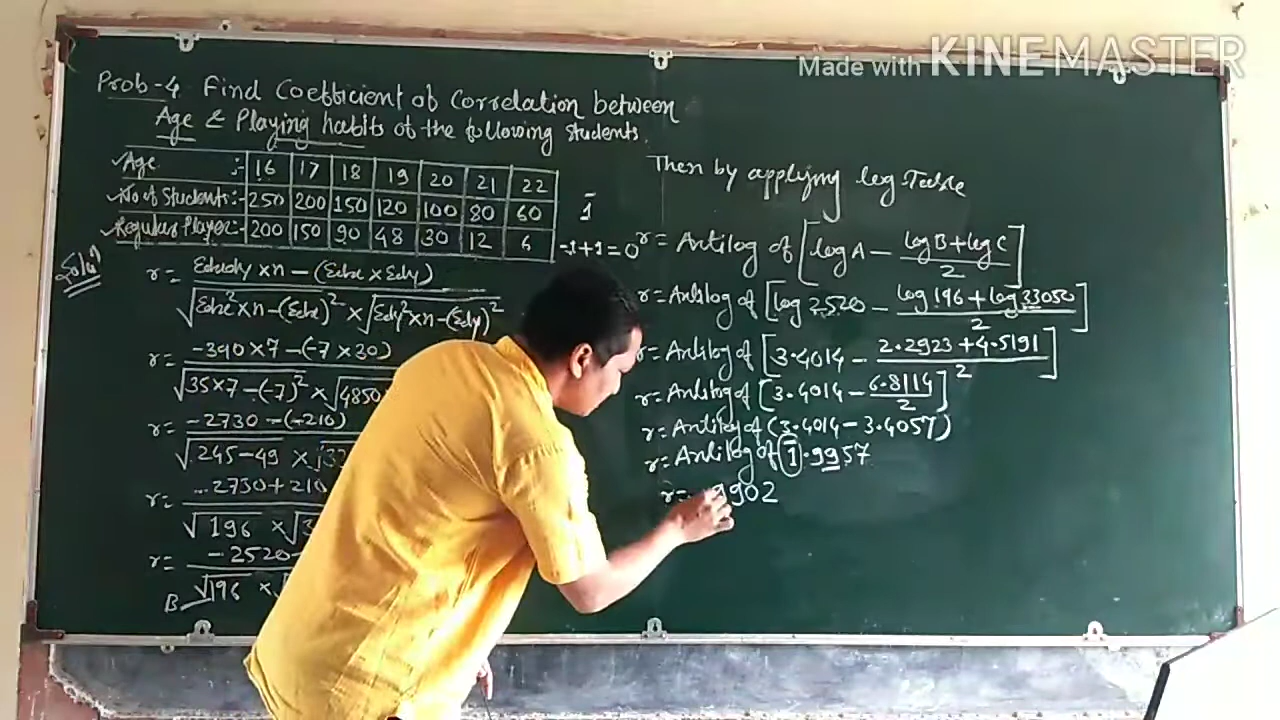 Made with KINEMASTER
Prob-4 Find Coefficient of Correlation between
Age & Playing habits of the following students.
Age :- 16 17 18 19 20 21 22
No of Students:- 250 200 150 120 100 80 60
Regular Player:- 200 150 90 48 30 12 6
r = Σdxdy × n − (Σdx × Σdy)
√Σdx² × n − (Σdx)² × √Σdy² × n − (Σdy)²
r = −390 × 7 − (−7 × 30)
√35 × 7 − (−7)² × √4850
r = −2730 − (−210)
√245 − 49 ×
r = −2730 + 210
√196 × √3
r = −2520
B √196 ×
Then by applying log Table
1̄
−1 + 1 = 0
r = Antilog of [log A − log B + log C / 2]
r = Antilog of [log 2520 − log 196 + log 33050 / 2]
r = Antilog of [3.4014 − 2.2923 + 4.5191 / 2]
r = Antilog of [3.4014 − 6.8114 / 2]
r = Antilog of (3.4014 − 3.4057)
r = Antilog of 1̄.9957
r = 9902